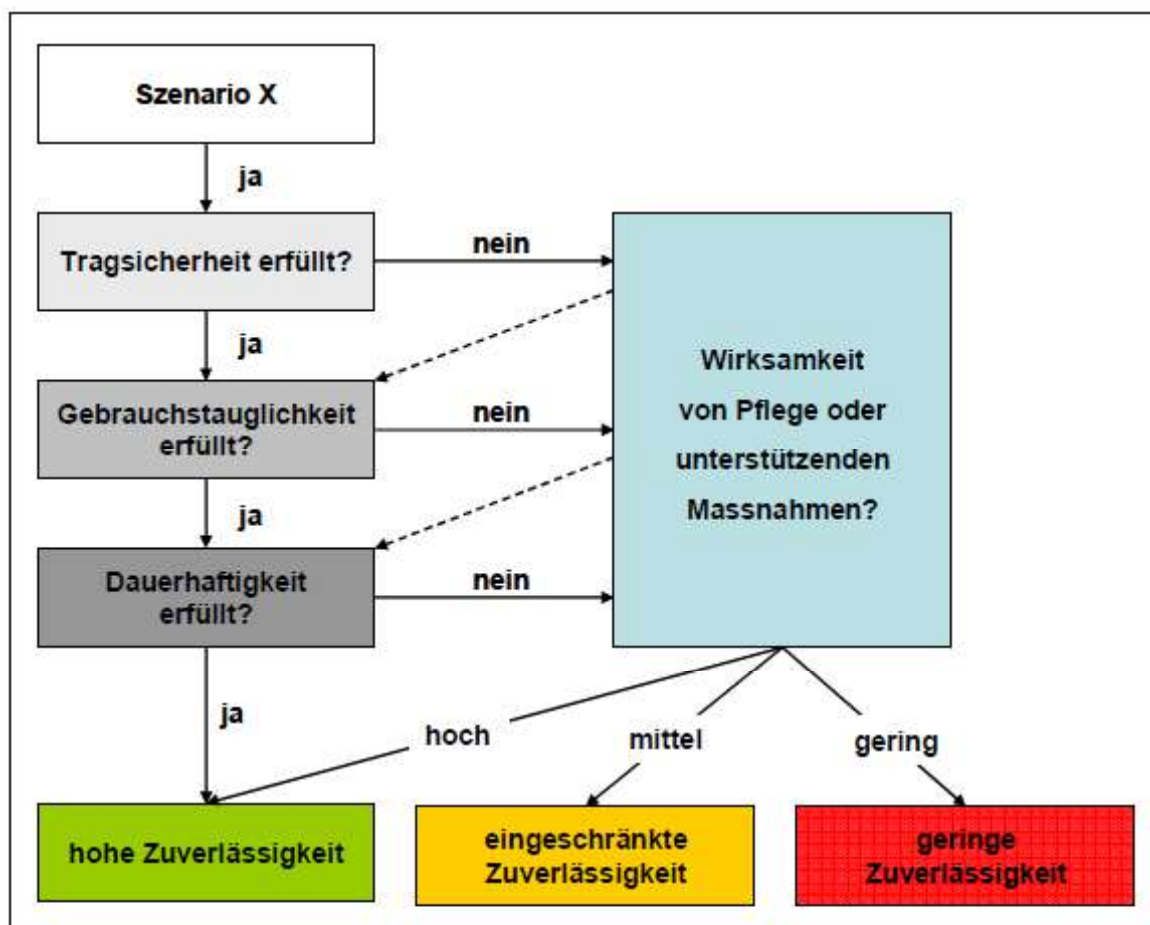 Szenario X
ja
Tragsicherheit erfüllt?
nein
ja
Gebrauchstauglichkeit
erfüllt?
nein
ja
Dauerhaftigkeit
erfüllt?
nein
ja
Wirksamkeit
von Pflege oder
unterstützenden
Massnahmen?
hoch
mittel
gering
hohe Zuverlässigkeit
eingeschränkte
Zuverlässigkeit
geringe
Zuverlässigkeit